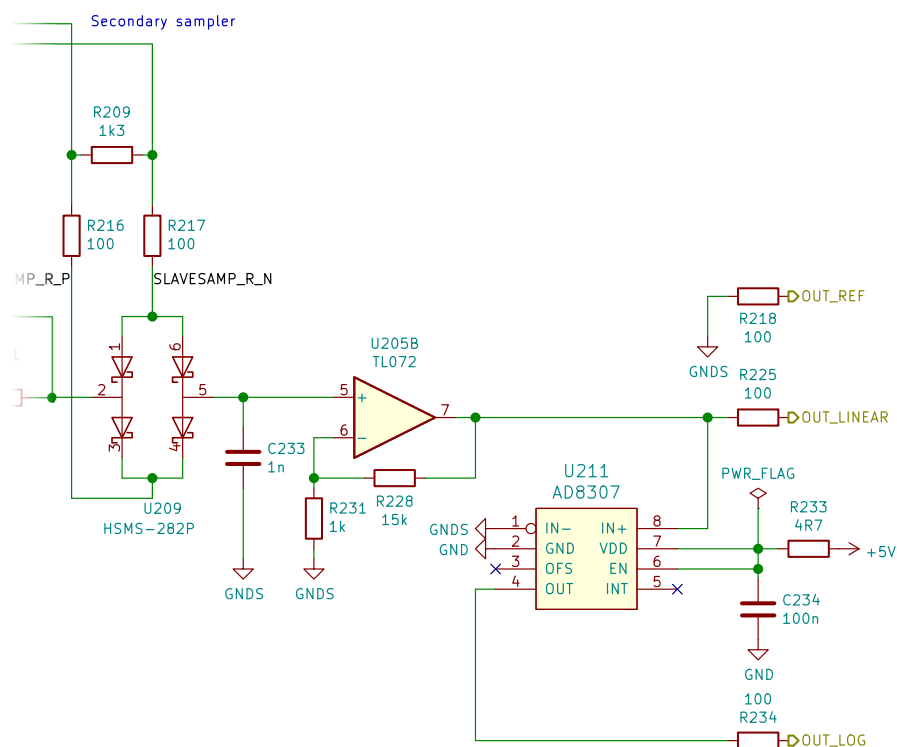 Secondary sampler
R209
1k3
R216
100
R217
100
MP_R_P
SLAVESAMP_R_N
OUT_REF
R218
100
GNDS
1
1
6
2
5
3
4
U209
HSMS-282P
C233
1n
GNDS
U205B
TL072
5
+
6
-
7
R228
15k
R231
1k
GNDS
R225
100
OUT_LINEAR
U211
AD8307
GNDS
1
IN-
IN+
8
GND
2
GND
VDD
7
3
OFS
EN
6
4
OUT
INT
5
PWR_FLAG
R233
4R7
+5V
C234
100n
GND
100
R234
OUT_LOG